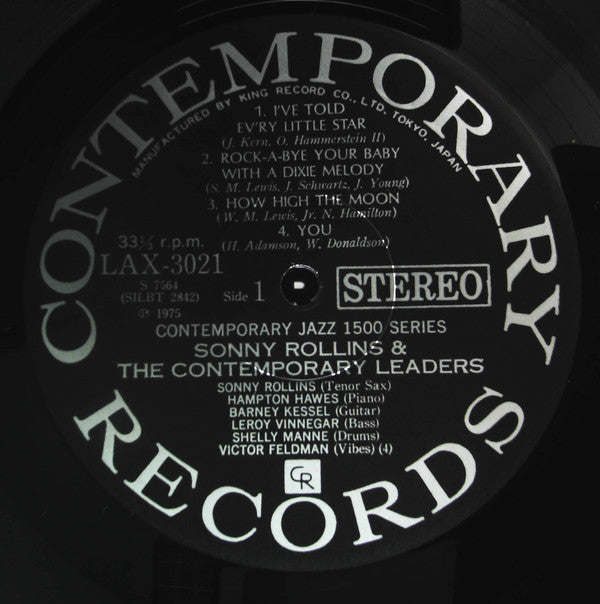 CONTEMPORARY
MANUFACTURED BY KING RECORD CO., LTD. TOKYO, JAPAN
1. I'VE TOLD
EV'RY LITTLE STAR
(J. Kern, O. Hammerstein II)
2. ROCK-A-BYE YOUR BABY
WITH A DIXIE MELODY
(S. M. Lewis, J. Schwartz, J. Young)
3. HOW HIGH THE MOON
(W. M. Lewis, Jr. N. Hamilton)
4. YOU
(H. Adamson, W. Donaldson)
33⅓ r.p.m.
LAX-3021
S 7564
(SILBT 2842)
Ⓟ 1975
Side 1
STEREO
CONTEMPORARY JAZZ 1500 SERIES
SONNY ROLLINS &
THE CONTEMPORARY LEADERS
SONNY ROLLINS (Tenor Sax)
HAMPTON HAWES (Piano)
BARNEY KESSEL (Guitar)
LEROY VINNEGAR (Bass)
SHELLY MANNE (Drums)
VICTOR FELDMAN (Vibes) (4)
CR
RECORDS